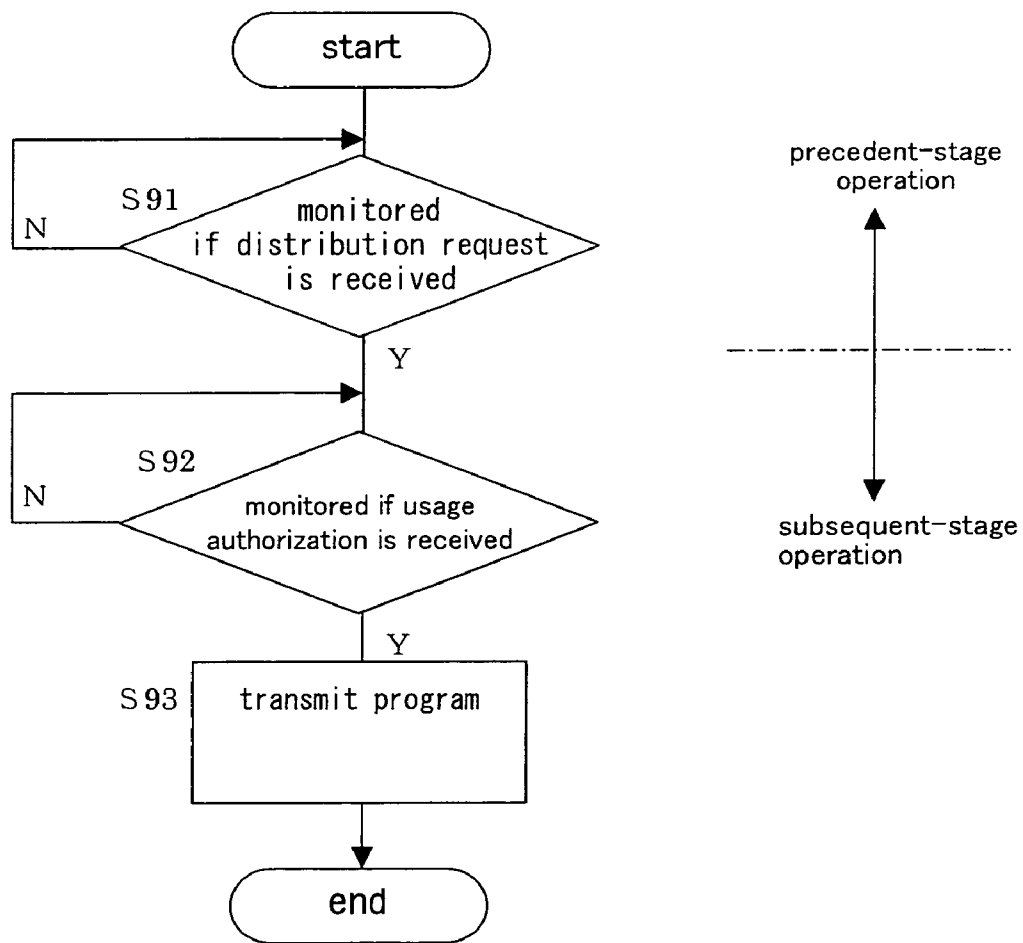 start
precedent-stage
operation
S91
N
monitored
if distribution request
is received
Y
S92
N
monitored if usage
authorization is received
subsequent-stage
operation
Y
S93
transmit program
end